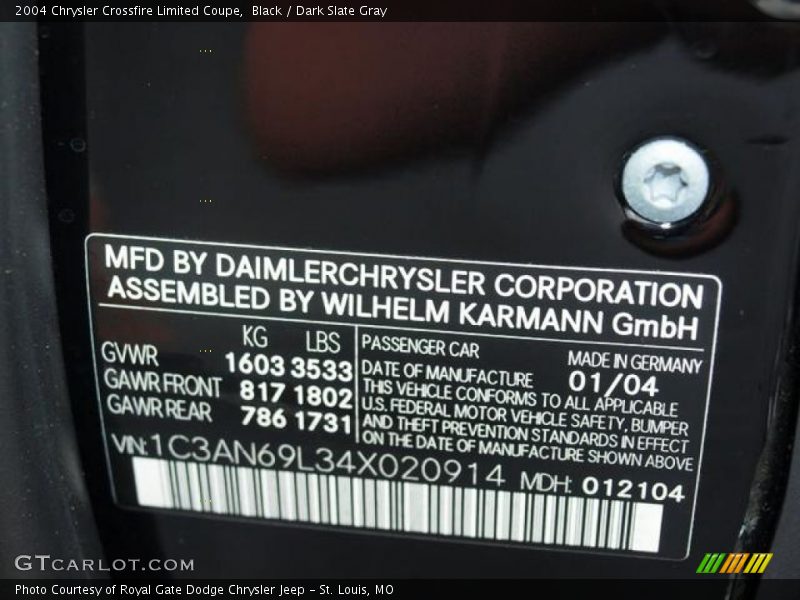 2004 Chrysler Crossfire Limited Coupe,  Black / Dark Slate Gray
MFD BY DAIMLERCHRYSLER CORPORATION
ASSEMBLED BY WILHELM KARMANN GmbH
KG LBS
GVWR 1603 3533
GAWR FRONT 817 1802
GAWR REAR 786 1731
PASSENGER CAR MADE IN GERMANY
DATE OF MANUFACTURE 01/04
THIS VEHICLE CONFORMS TO ALL APPLICABLE
U.S. FEDERAL MOTOR VEHICLE SAFETY, BUMPER
AND THEFT PREVENTION STANDARDS IN EFFECT
ON THE DATE OF MANUFACTURE SHOWN ABOVE
VIN: 1C3AN69L34X020914 MDH: 012104
GTCARLOT.COM
Photo Courtesy of Royal Gate Dodge Chrysler Jeep - St. Louis, MO